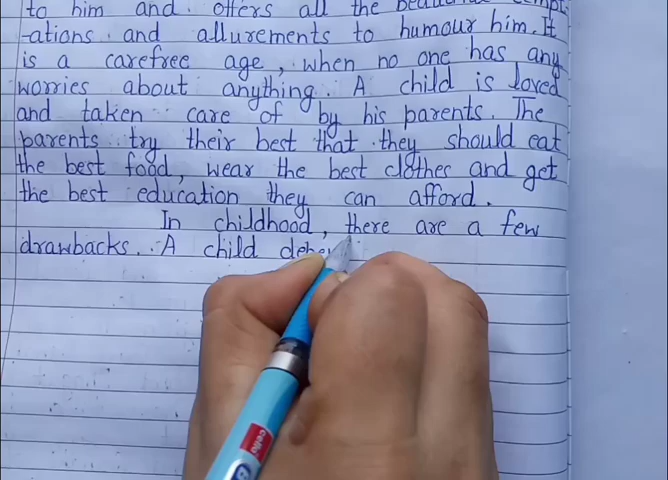 to him and offers all the
-ations and allurements to humour him. It
is a carefree age, when no one has any
worries about anything. A child is loved
and taken care of by his parents. The
parents try their best that they should eat
the best food, wear the best clothes and get
the best education they can afford.
In childhood, there are a few
drawbacks. A child
cello